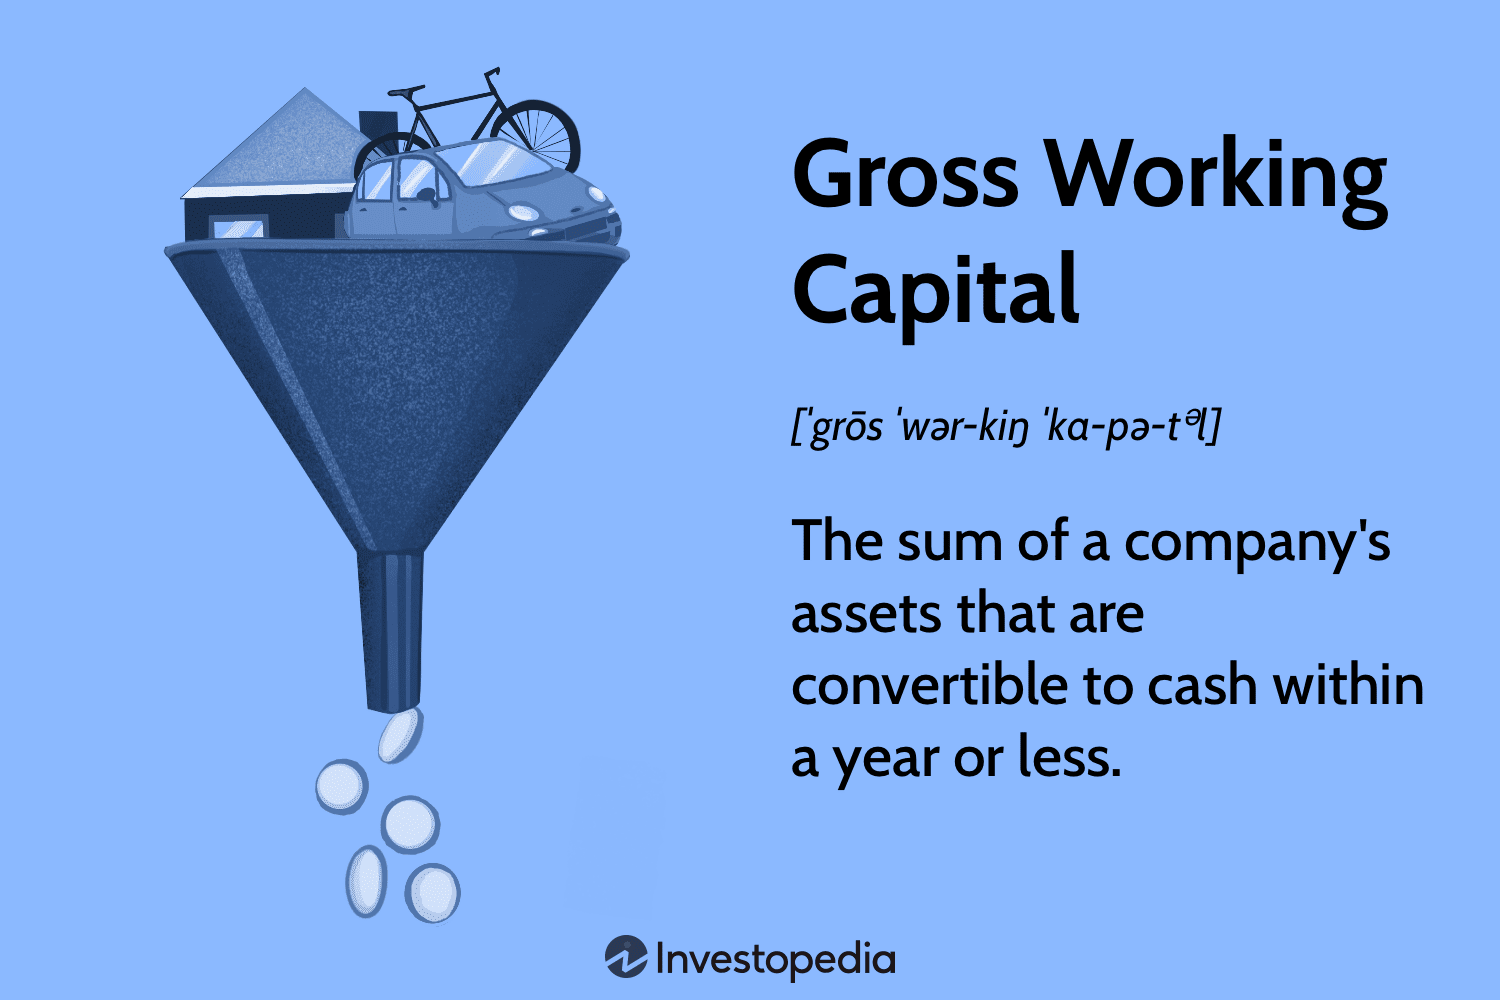 Gross Working
Capital
[ˈgrōs ˈwər-kiŋ ˈka-pə-tᵊl]
The sum of a company's
assets that are
convertible to cash within
a year or less.
Investopedia